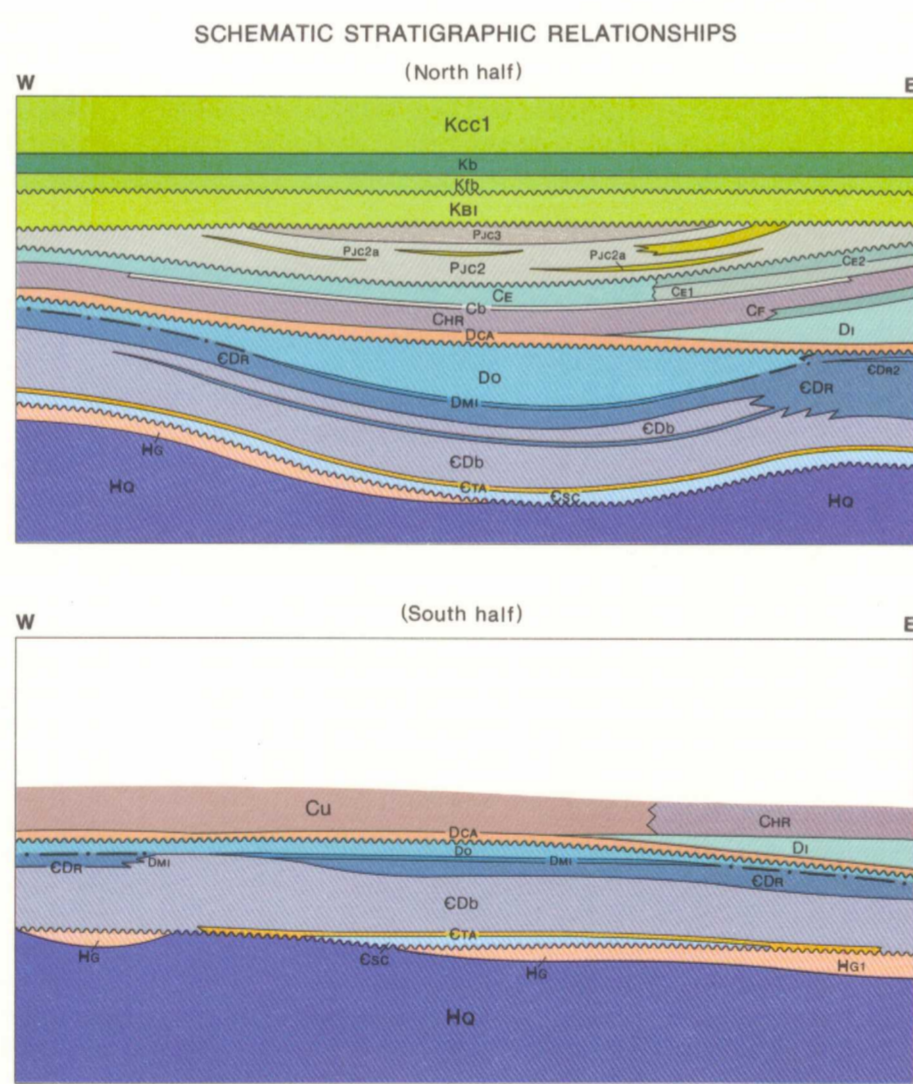 SCHEMATIC STRATIGRAPHIC RELATIONSHIPS
(North half)
W E
Kcc1
Kb
Kfb
KBI
PJC3
PJC2a PJC2a
PJC2
CE2
CE CE1
Cb
CHR CF
DCA DI
ЄDR DO ЄDR2
DMI ЄDR
ЄDb
HG ЄDb
ЄTA
HQ ЄSC HQ
(South half)
W E
Cu CHR
DCA
DO DI
ЄDR DMI DMI ЄDR
ЄDb
ЄTA
HG ЄSC HG HG1
HQ